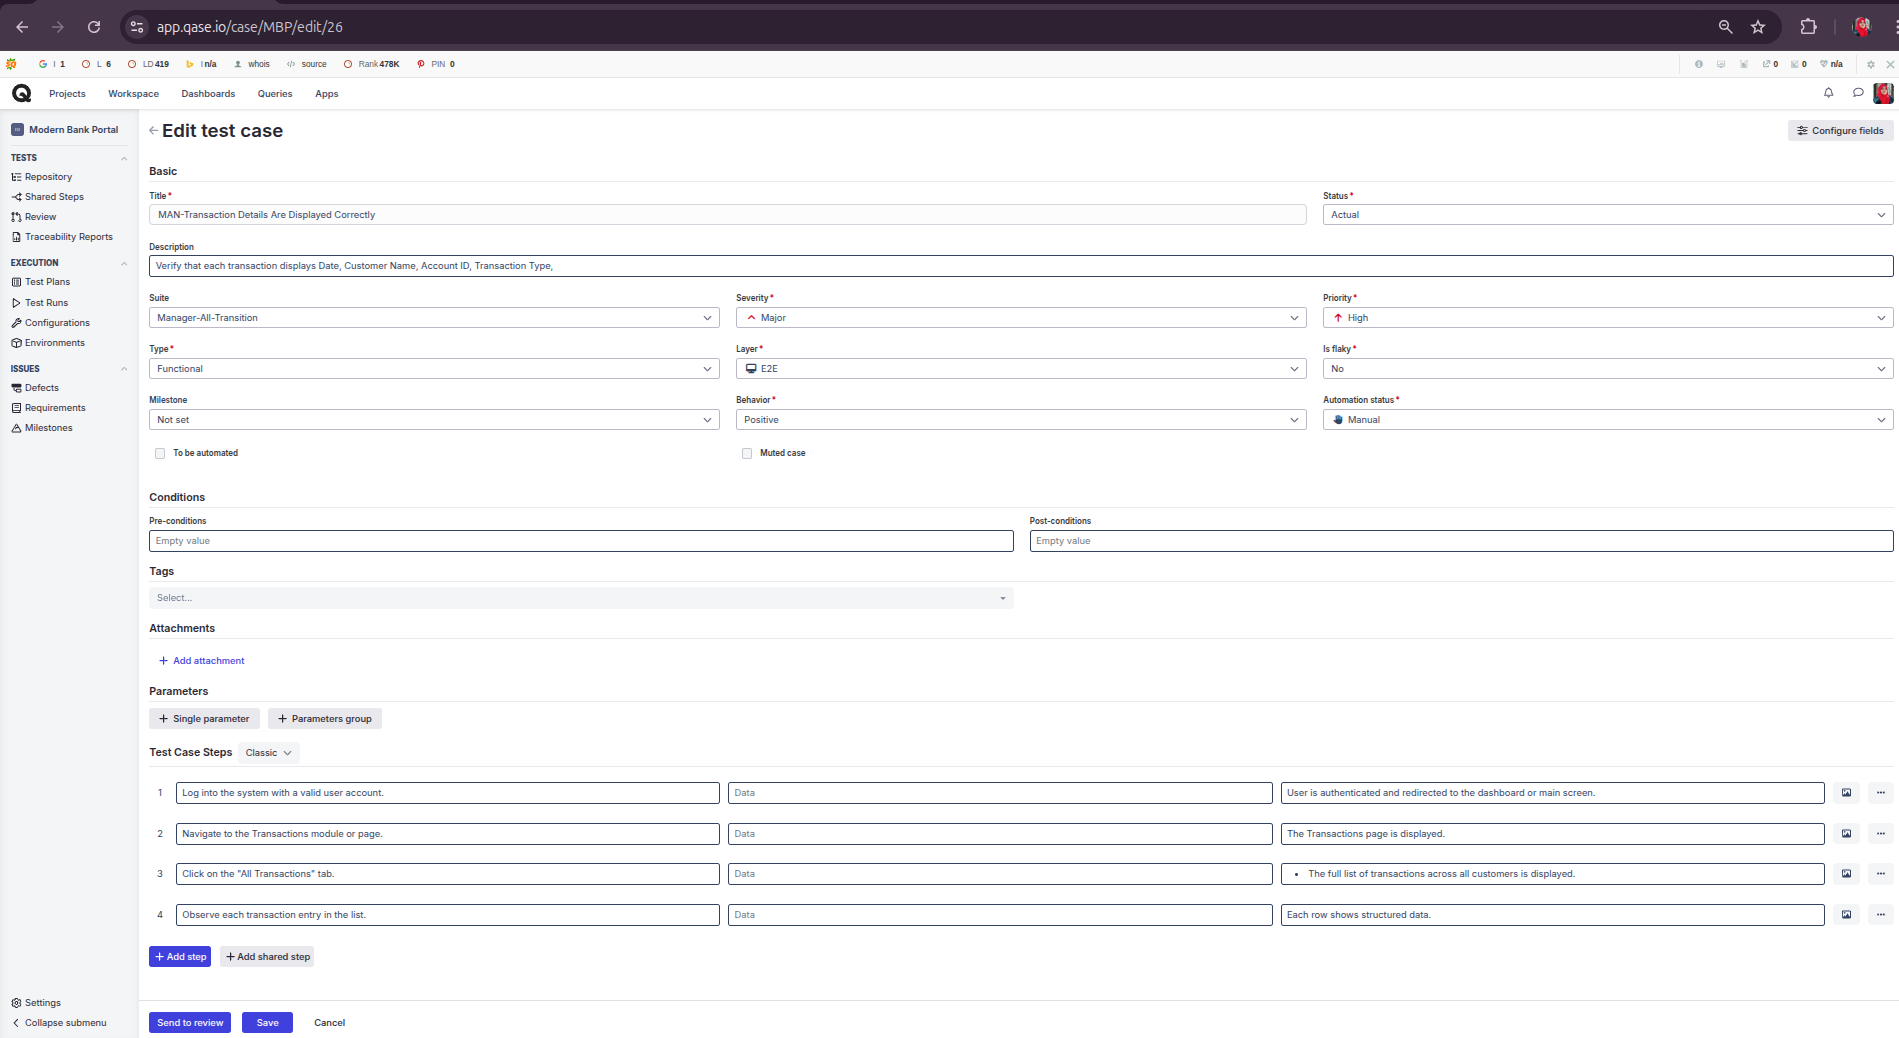 app.qase.io/case/MBP/edit/26
I 1 L 6 LD 419 I n/a whois source Rank 478K PIN 0 0 0 n/a
Projects Workspace Dashboards Queries Apps
Modern Bank Portal
TESTS
Repository
Shared Steps
Review
Traceability Reports
EXECUTION
Test Plans
Test Runs
Configurations
Environments
ISSUES
Defects
Requirements
Milestones
Settings
Collapse submenu
Edit test case
Configure fields
Basic
Title* Status*
MAN-Transaction Details Are Displayed Correctly Actual
Description
Verify that each transaction displays Date, Customer Name, Account ID, Transaction Type,
Suite Severity* Priority*
Manager-All-Transition Major High
Type* Layer* Is flaky*
Functional E2E No
Milestone Behavior* Automation status*
Not set Positive Manual
To be automated Muted case
Conditions
Pre-conditions Post-conditions
Empty value Empty value
Tags
Select...
Attachments
+ Add attachment
Parameters
+ Single parameter + Parameters group
Test Case Steps Classic
1 Log into the system with a valid user account. Data User is authenticated and redirected to the dashboard or main screen.
2 Navigate to the Transactions module or page. Data The Transactions page is displayed.
3 Click on the "All Transactions" tab. Data • The full list of transactions across all customers is displayed.
4 Observe each transaction entry in the list. Data Each row shows structured data.
+ Add step + Add shared step
Send to review Save Cancel